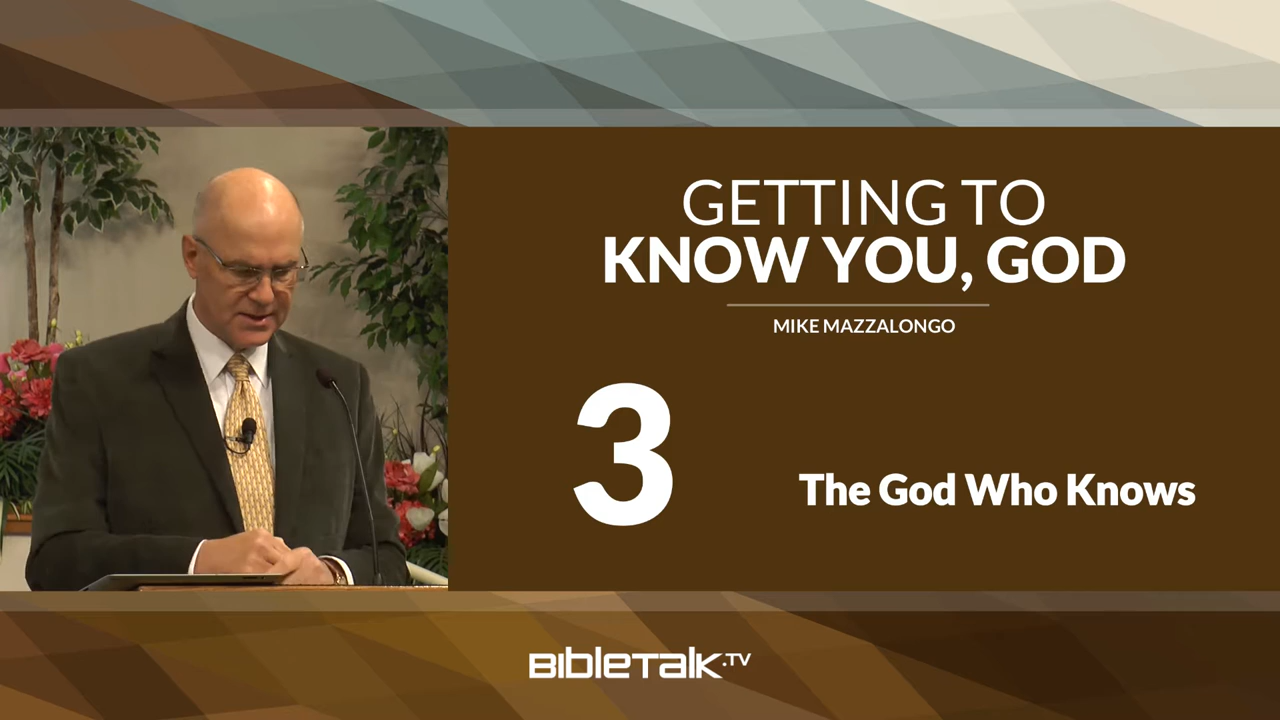 GETTING TO
KNOW YOU, GOD
MIKE MAZZALONGO
3
The God Who Knows
BIBLETALK.TV